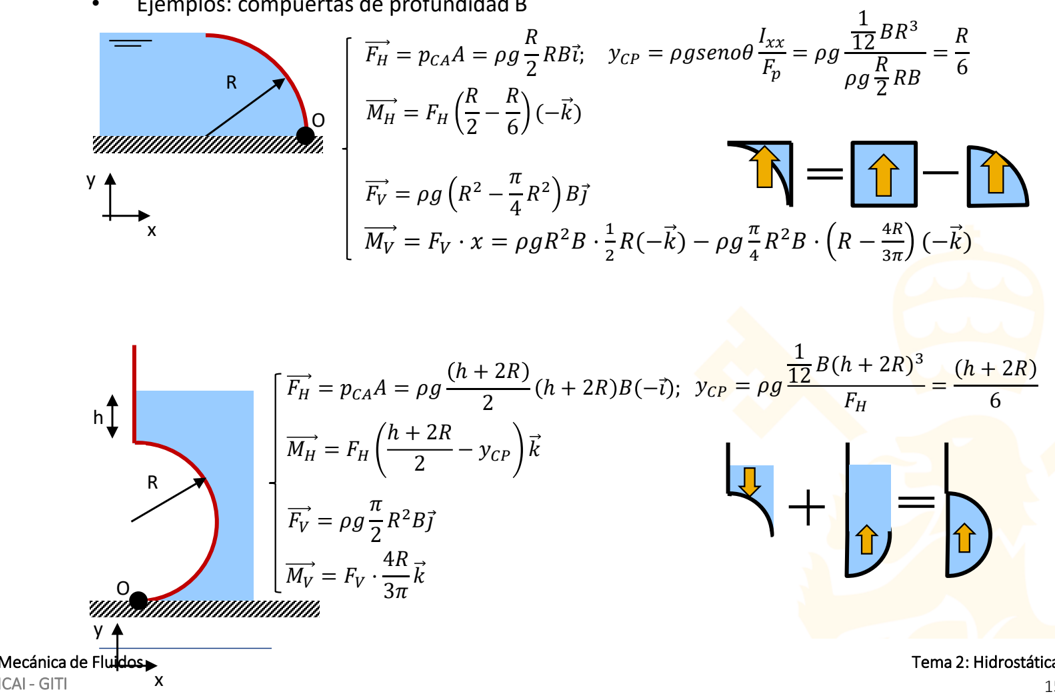 • Ejemplos: compuertas de profundidad B
R
O
y
x
$\overrightarrow{F_H} = p_{CA}A = \rho g \frac{R}{2} RB\vec{\imath};\quad y_{CP} = \rho g seno\theta \frac{I_{xx}}{F_p} = \rho g \frac{\frac{1}{12}BR^3}{\rho g \frac{R}{2} RB} = \frac{R}{6}$
$\overrightarrow{M_H} = F_H \left(\frac{R}{2} - \frac{R}{6}\right)(-\vec{k})$
$\overrightarrow{F_V} = \rho g \left(R^2 - \frac{\pi}{4} R^2\right) B\vec{\jmath}$
$\overrightarrow{M_V} = F_V \cdot x = \rho g R^2 B \cdot \frac{1}{2} R(-\vec{k}) - \rho g \frac{\pi}{4} R^2 B \cdot \left(R - \frac{4R}{3\pi}\right)(-\vec{k})$
= −
h
R
O
y
x
$\overrightarrow{F_H} = p_{CA}A = \rho g \frac{(h+2R)}{2}(h+2R)B(-\vec{\imath});\quad y_{CP} = \rho g \frac{\frac{1}{12}B(h+2R)^3}{F_H} = \frac{(h+2R)}{6}$
$\overrightarrow{M_H} = F_H \left(\frac{h+2R}{2} - y_{CP}\right)\vec{k}$
$\overrightarrow{F_V} = \rho g \frac{\pi}{2} R^2 B\vec{\jmath}$
$\overrightarrow{M_V} = F_V \cdot \frac{4R}{3\pi}\vec{k}$
+ =
Mecánica de Fluidos
ICAI - GITI
Tema 2: Hidrostática